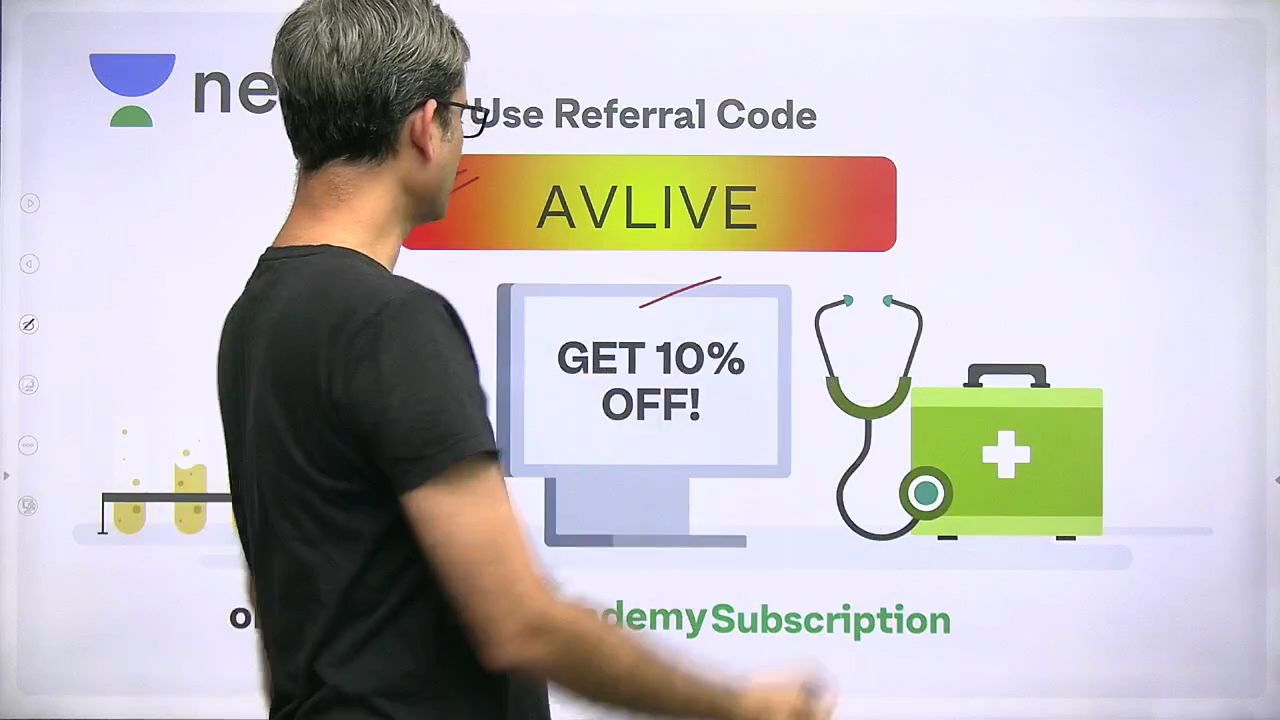 ne
Use Referral Code
AVLIVE
GET 10%
OFF!
demy Subscription